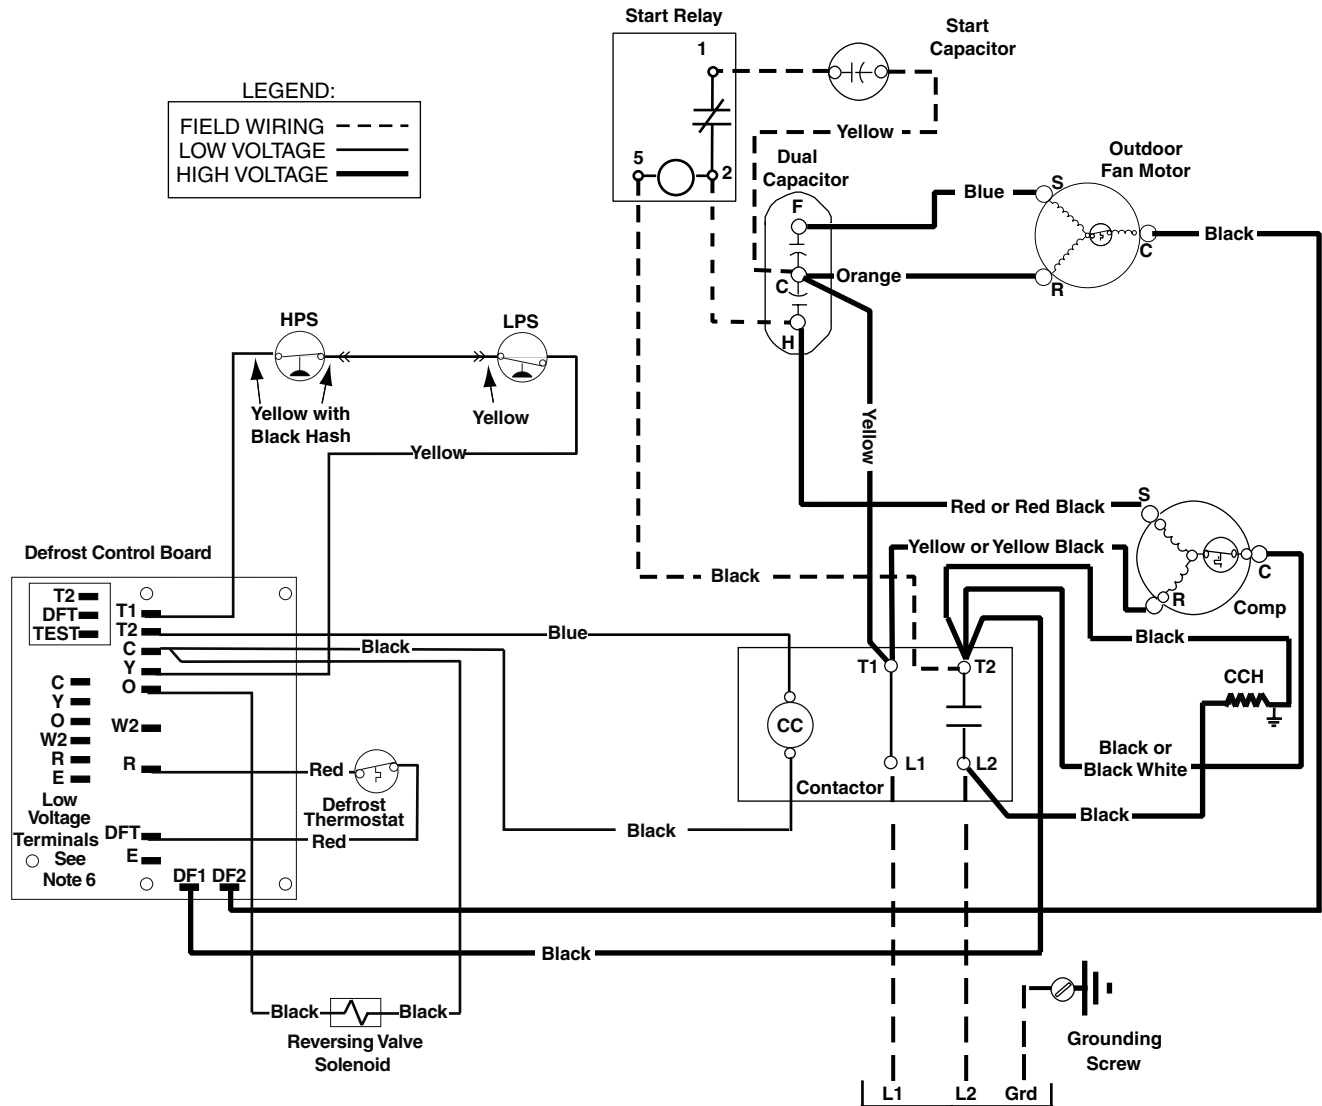 Start Relay
1
5
2
Start
Capacitor
LEGEND:
FIELD WIRING
LOW VOLTAGE
HIGH VOLTAGE
Yellow
Dual
Capacitor
F
C
H
Outdoor
Fan Motor
Blue
S
Black
C
Orange
R
HPS
LPS
Yellow with
Black Hash
Yellow
Yellow
Yellow
Red or Red Black
S
Yellow or Yellow Black
C
R
Comp
Black
Black
Defrost Control Board
T2
DFT
TEST
T1
T2
C
Y
O
W2
R
DFT
E
C
Y
O
W2
R
E
Low
Voltage
Terminals
See
Note 6
DF1 DF2
Blue
Black
Red
Defrost
Thermostat
Red
T1
T2
CC
L1
L2
Contactor
CCH
Black or
Black White
Black
Black
Black
Black
Black
Reversing Valve
Solenoid
Grounding
Screw
L1
L2
Grd